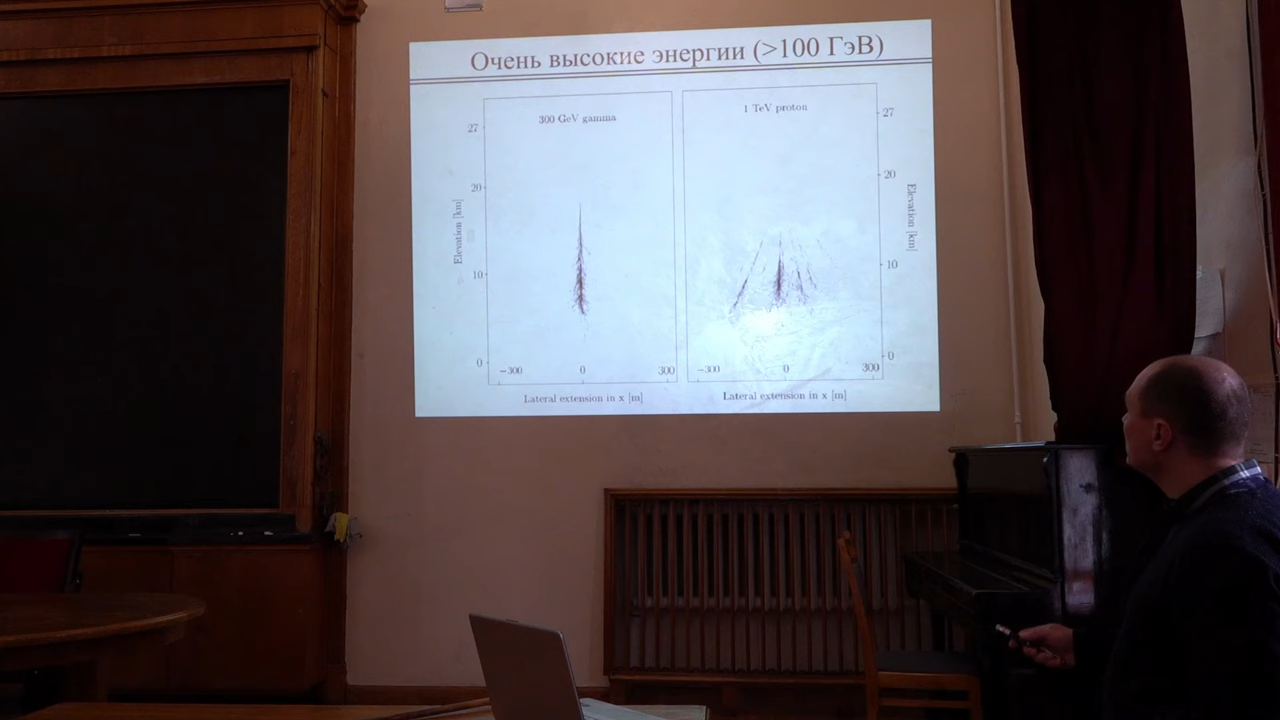 Очень высокие энергии (>100 ГэВ)
300 GeV gamma
27
20
10
0
Elevation [km]
−300 0 300
Lateral extension in x [m]
1 TeV proton
27
20
10
0
Elevation [km]
−300 0 300
Lateral extension in x [m]